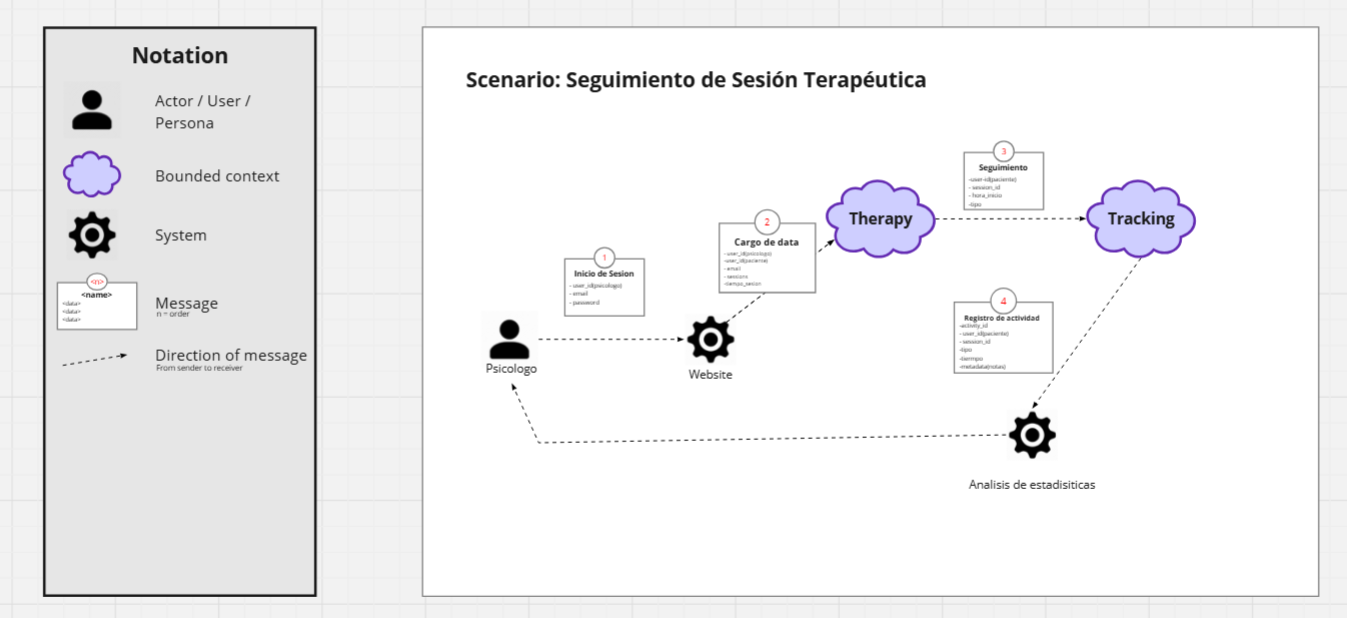 Notation
Actor / User /
Persona
Bounded context
System
<n>
<name>
<data>
<data>
<data>
Message
n = order
Direction of message
From sender to receiver
Scenario: Seguimiento de Sesión Terapéutica
1
Inicio de Sesion
- user_id(psicologo)
- email
- password
2
Cargo de data
- user_id(psicologo)
-user_id(paciente)
- email
- sessions
-tiempo_sesion
3
Seguimiento
-user-id(paciente)
- session_id
- hora_inicio
-tipo
4
Registro de actividad
-activity_id
- user_id(paciente)
- session_id
-tipo
-tiermpo
-metadata(notas)
Therapy
Tracking
Psicologo
Website
Analisis de estadisiticas